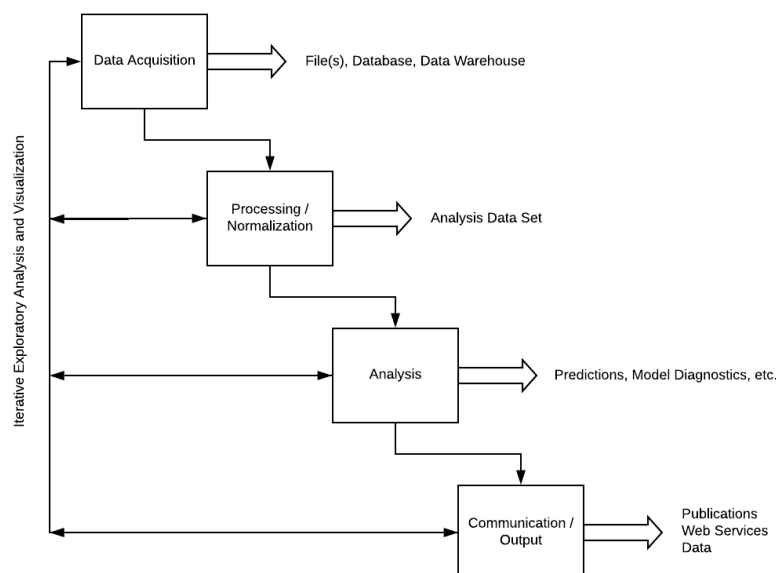 Data Acquisition
File(s), Database, Data Warehouse
Iterative Exploratory Analysis and Visualization
Processing /
Normalization
Analysis Data Set
Analysis
Predictions, Model Diagnostics, etc.
Communication /
Output
Publications
Web Services
Data